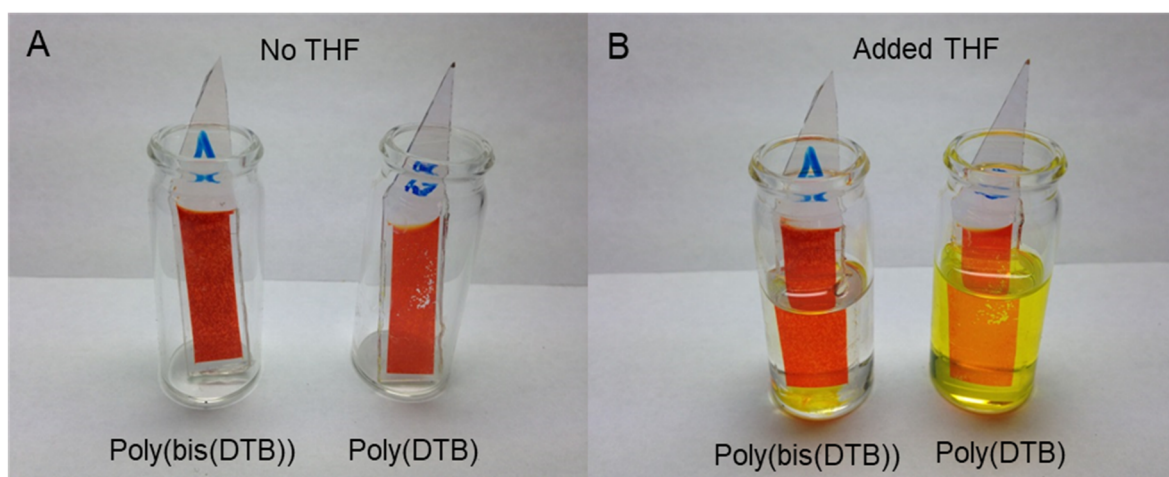 A
No THF
Poly(bis(DTB))
Poly(DTB)
B
Added THF
Poly(bis(DTB))
Poly(DTB)